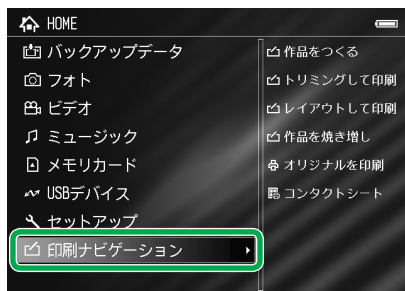 HOME
バックアップデータ
フォト
ビデオ
ミュージック
メモリカード
USBデバイス
セットアップ
印刷ナビゲーション
作品をつくる
トリミングして印刷
レイアウトして印刷
作品を焼き増し
オリジナルを印刷
コンタクトシート